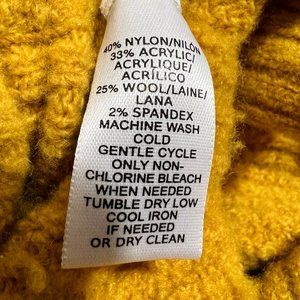 40% NYLON/NILON
33% ACRYLIC/
ACRYLIQUE/
ACRÍLICO
25% WOOL/LAINE/
LANA
2% SPANDEX
MACHINE WASH
COLD
GENTLE CYCLE
ONLY NON-
CHLORINE BLEACH
WHEN NEEDED
TUMBLE DRY LOW
COOL IRON
IF NEEDED
OR DRY CLEAN